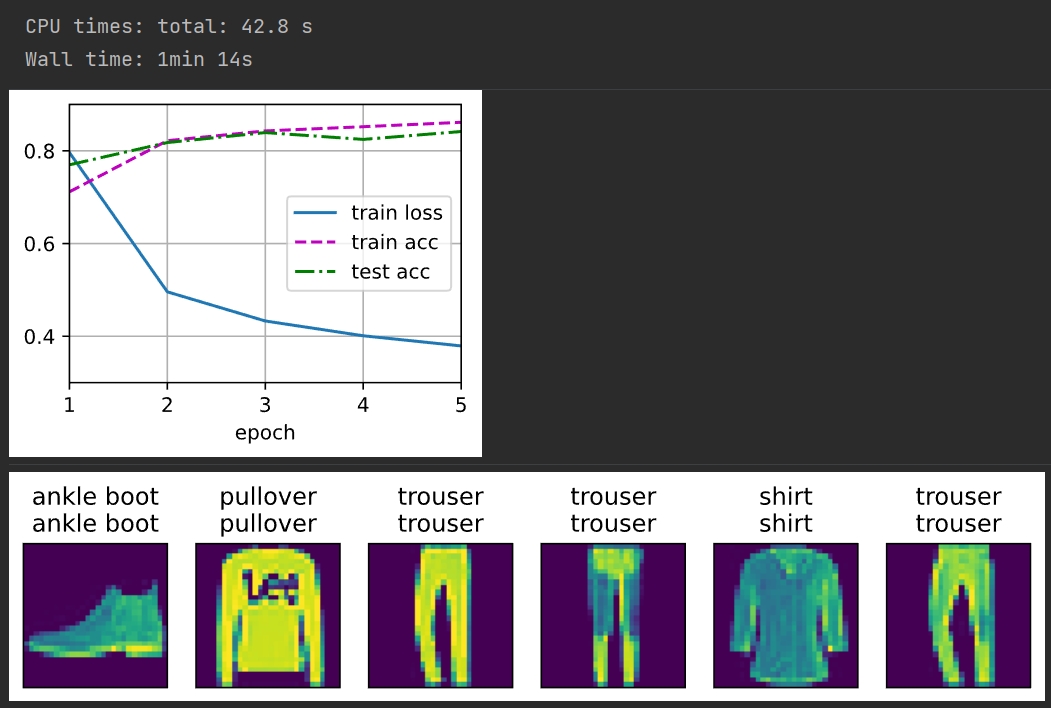 CPU times: total: 42.8 s
Wall time: 1min 14s
0.8
0.6
0.4
train loss
train acc
test acc
1 2 3 4 5
epoch
ankle boot pullover trouser trouser shirt trouser
ankle boot pullover trouser trouser shirt trouser